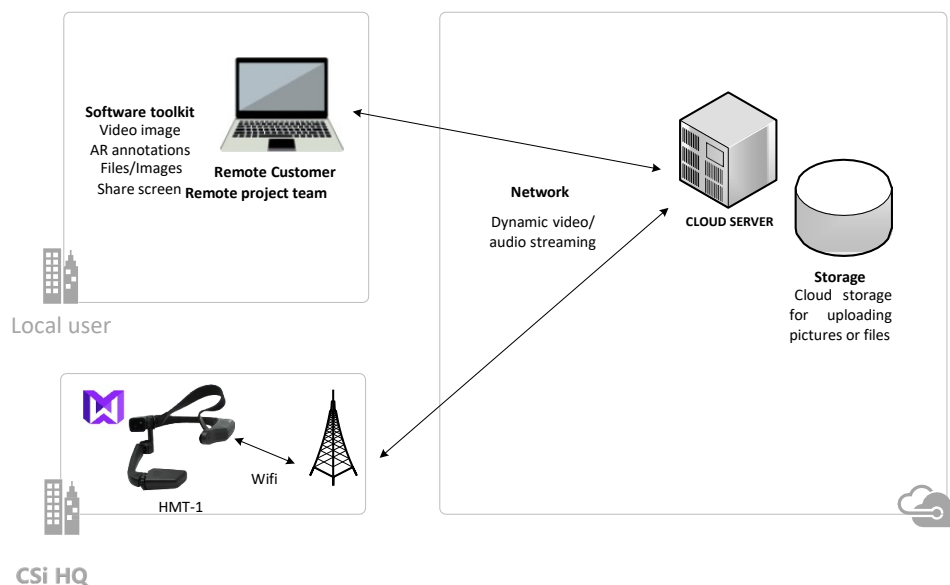 Software toolkit
Video image
AR annotations
Files/Images
Share screen
Remote Customer
Remote project team
Local user
Network
Dynamic video/
audio streaming
CLOUD SERVER
Storage
Cloud storage
for uploading
pictures or files
Wifi
HMT-1
CSi HQ